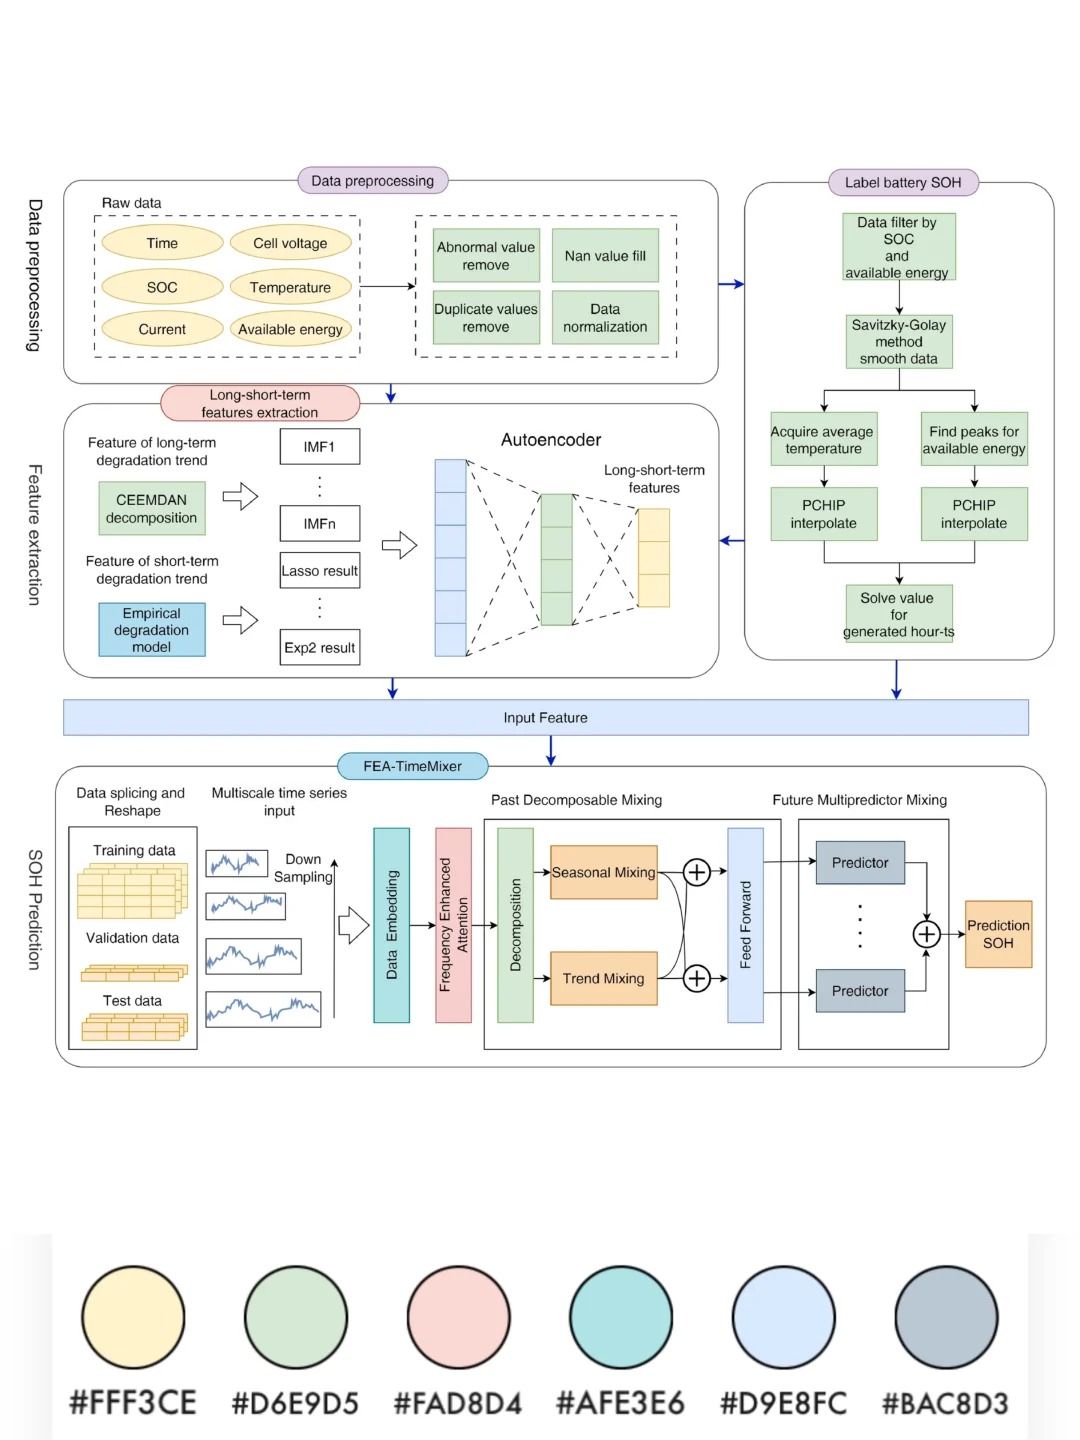 Data preprocessing
Data preprocessing
Raw data
Time
Cell voltage
SOC
Temperature
Current
Available energy
Abnormal value
remove
Nan value fill
Duplicate values
remove
Data
normalization
Label battery SOH
Data filter by
SOC
and
available energy
Savitzky-Golay
method
smooth data
Acquire average
temperature
Find peaks for
available energy
PCHIP
interpolate
PCHIP
interpolate
Solve value
for
generated hour-ts
Feature extraction
Long-short-term
features extraction
Feature of long-term
degradation trend
CEEMDAN
decomposition
Feature of short-term
degradation trend
Empirical
degradation
model
IMF1
IMFn
Lasso result
Exp2 result
Autoencoder
Long-short-term
features
Input Feature
SOH Prediction
FEA-TimeMixer
Data splicing and
Reshape
Training data
Validation data
Test data
Multiscale time series
input
Down
Sampling
Data Embedding
Frequency Enhanced
Attention
Past Decomposable Mixing
Decomposition
Seasonal Mixing
Trend Mixing
Feed Forward
Future Multipredictor Mixing
Predictor
Predictor
Prediction
SOH
#FFF3CE
#D6E9D5
#FAD8D4
#AFE3E6
#D9E8FC
#BAC8D3